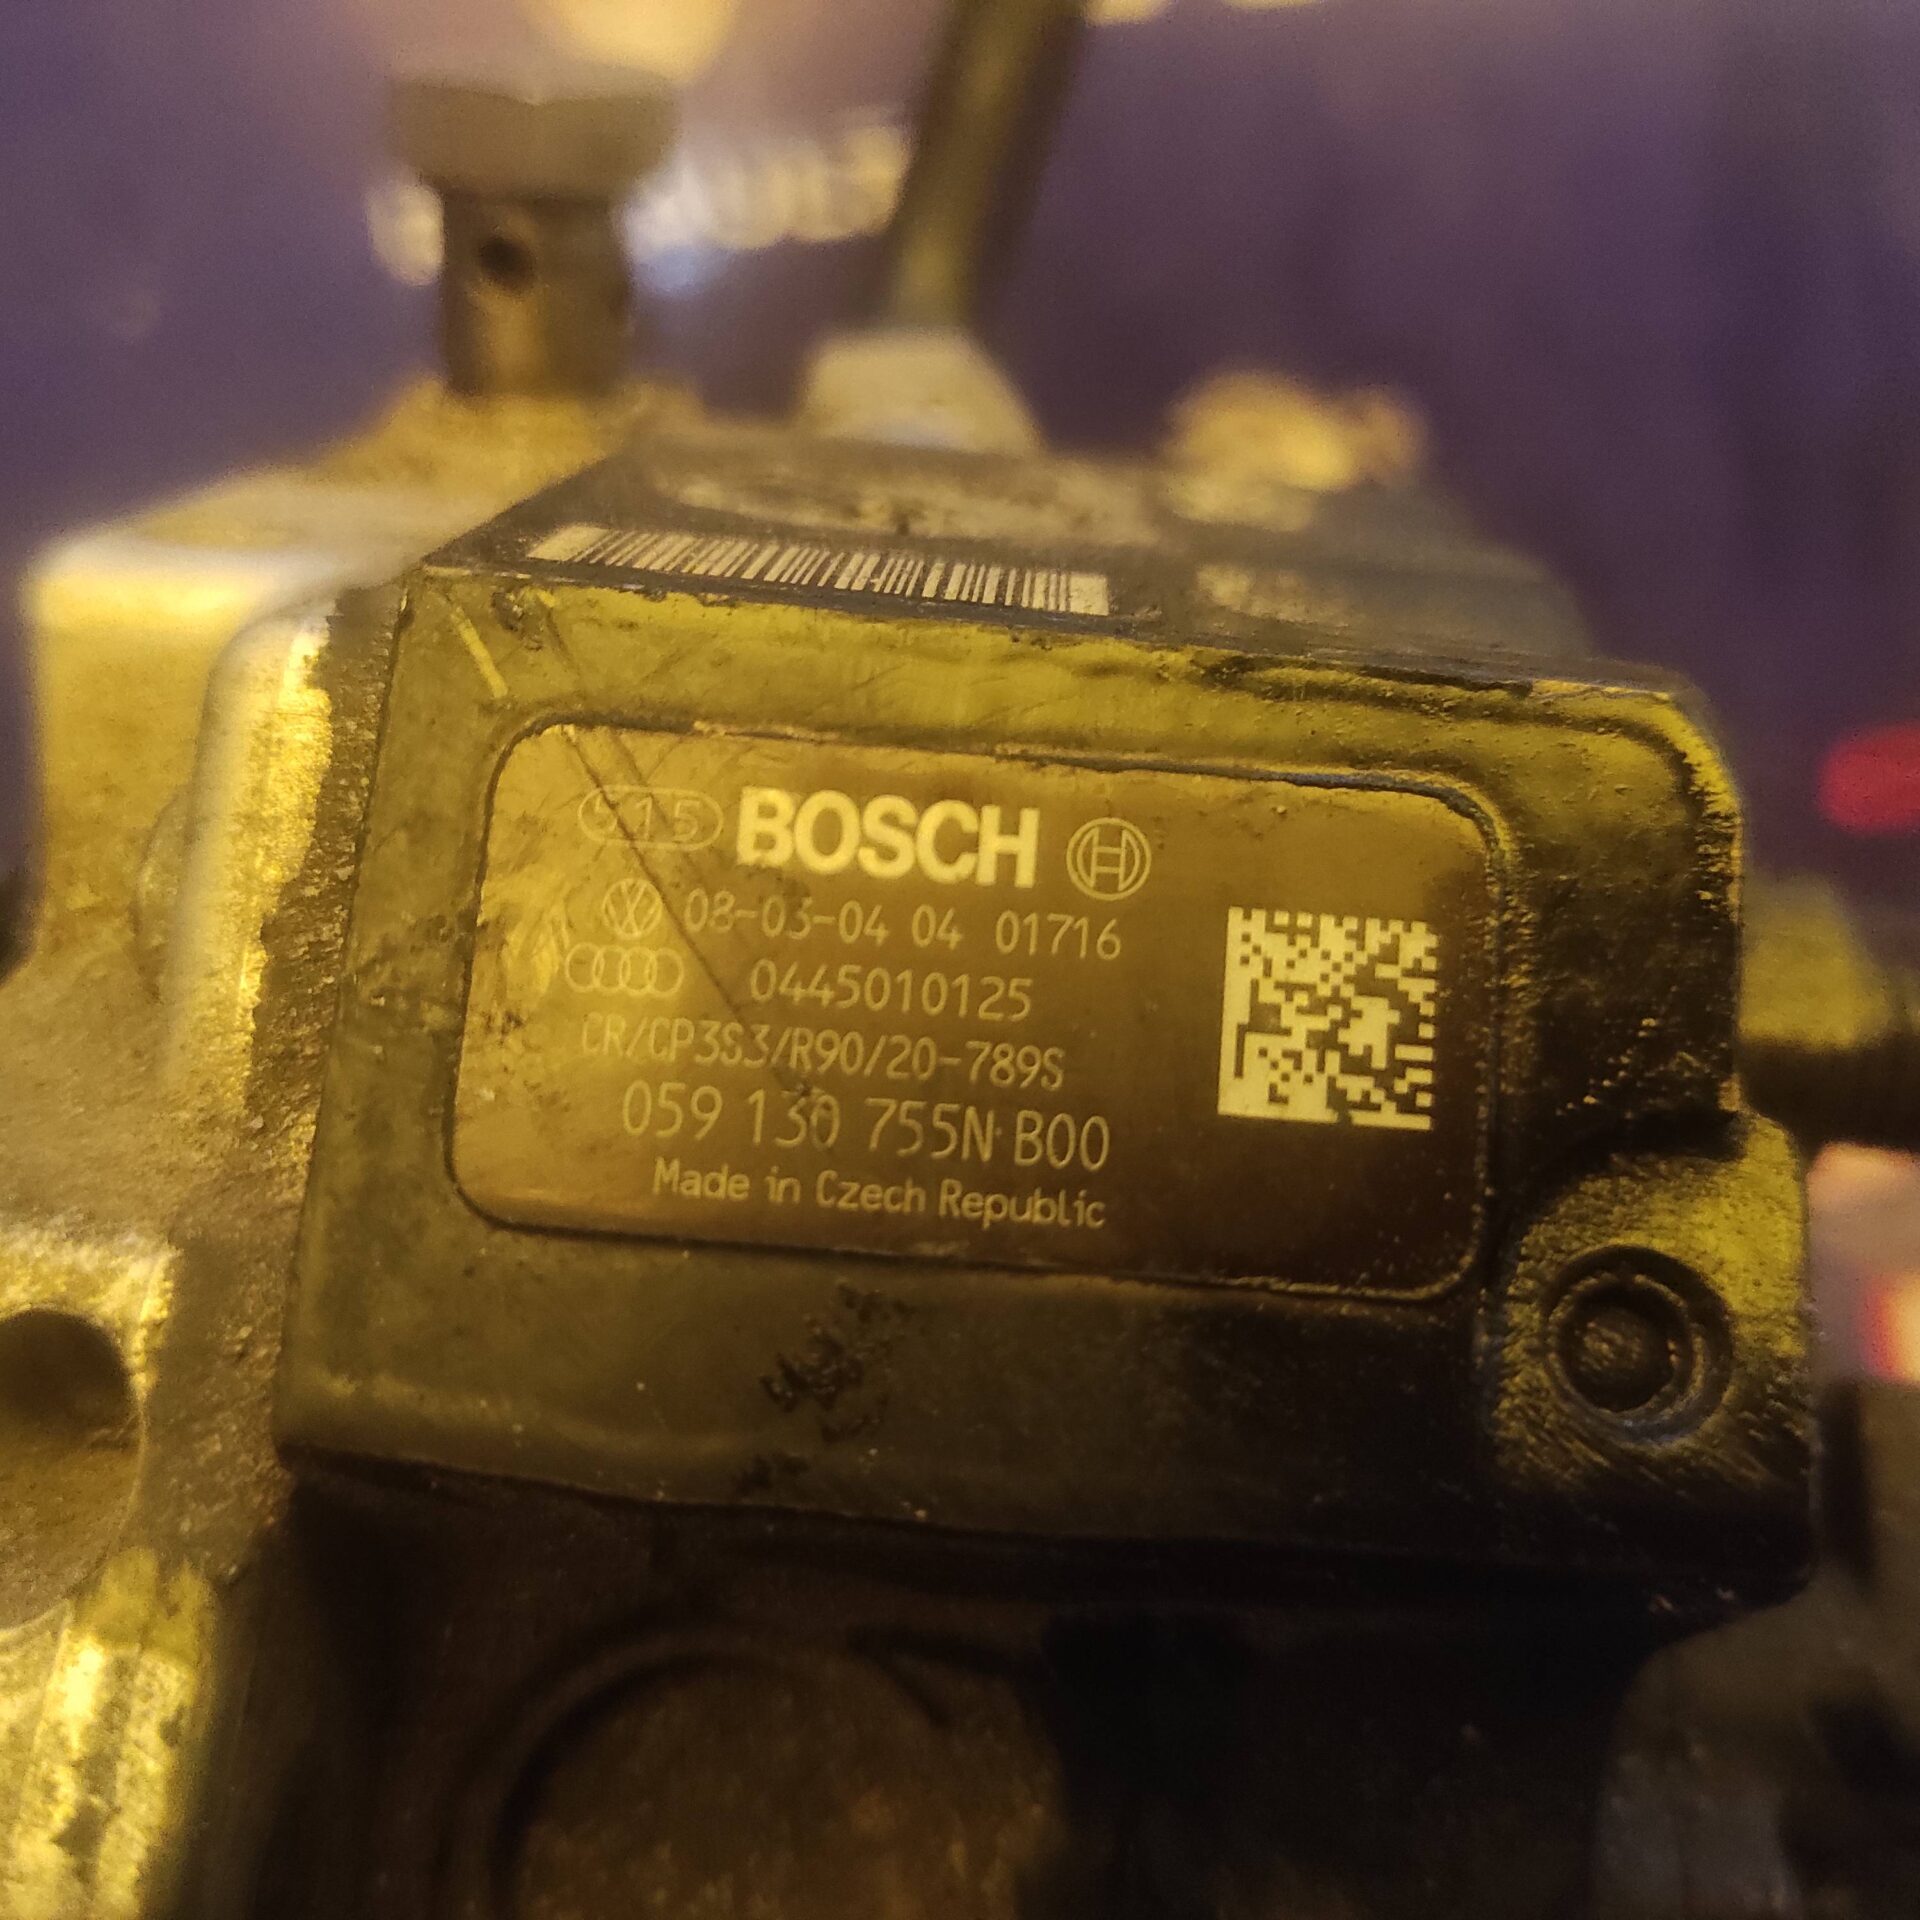 BOSCH
08-03-04 04 01716
0445010125
CR/CP3S3/R90/20-789S
059 130 755N B00
Made in Czech Republic